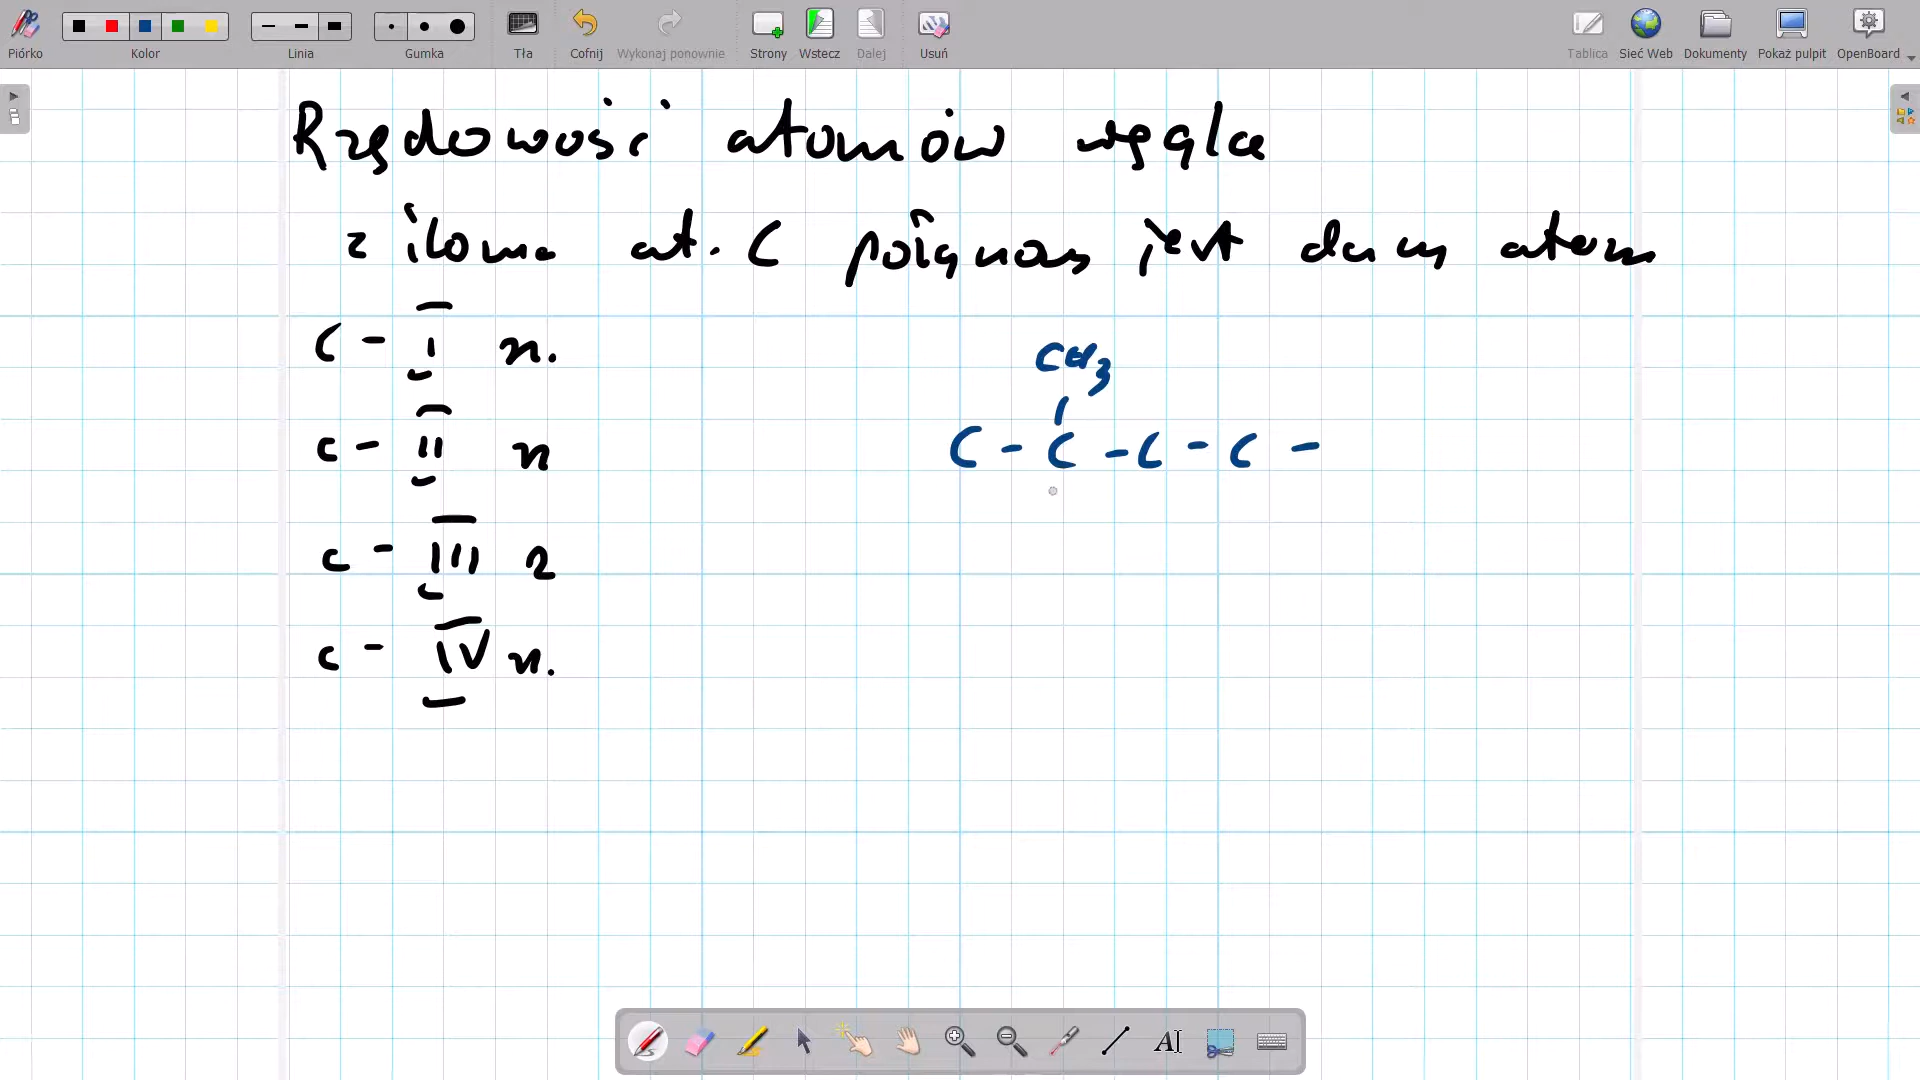 Piórko Kolor Linia Gumka Tła Cofnij Wykonaj ponownie Strony Wstecz Dalej Usuń Tablica Sieć Web Dokumenty Pokaż pulpit OpenBoard
Rzędowość atomów węgla
z iloma at. C połączony jest dany atom
C - I rz.
CH3
C - C - C - C -
C - II rz
C - III rz
C - IV rz.